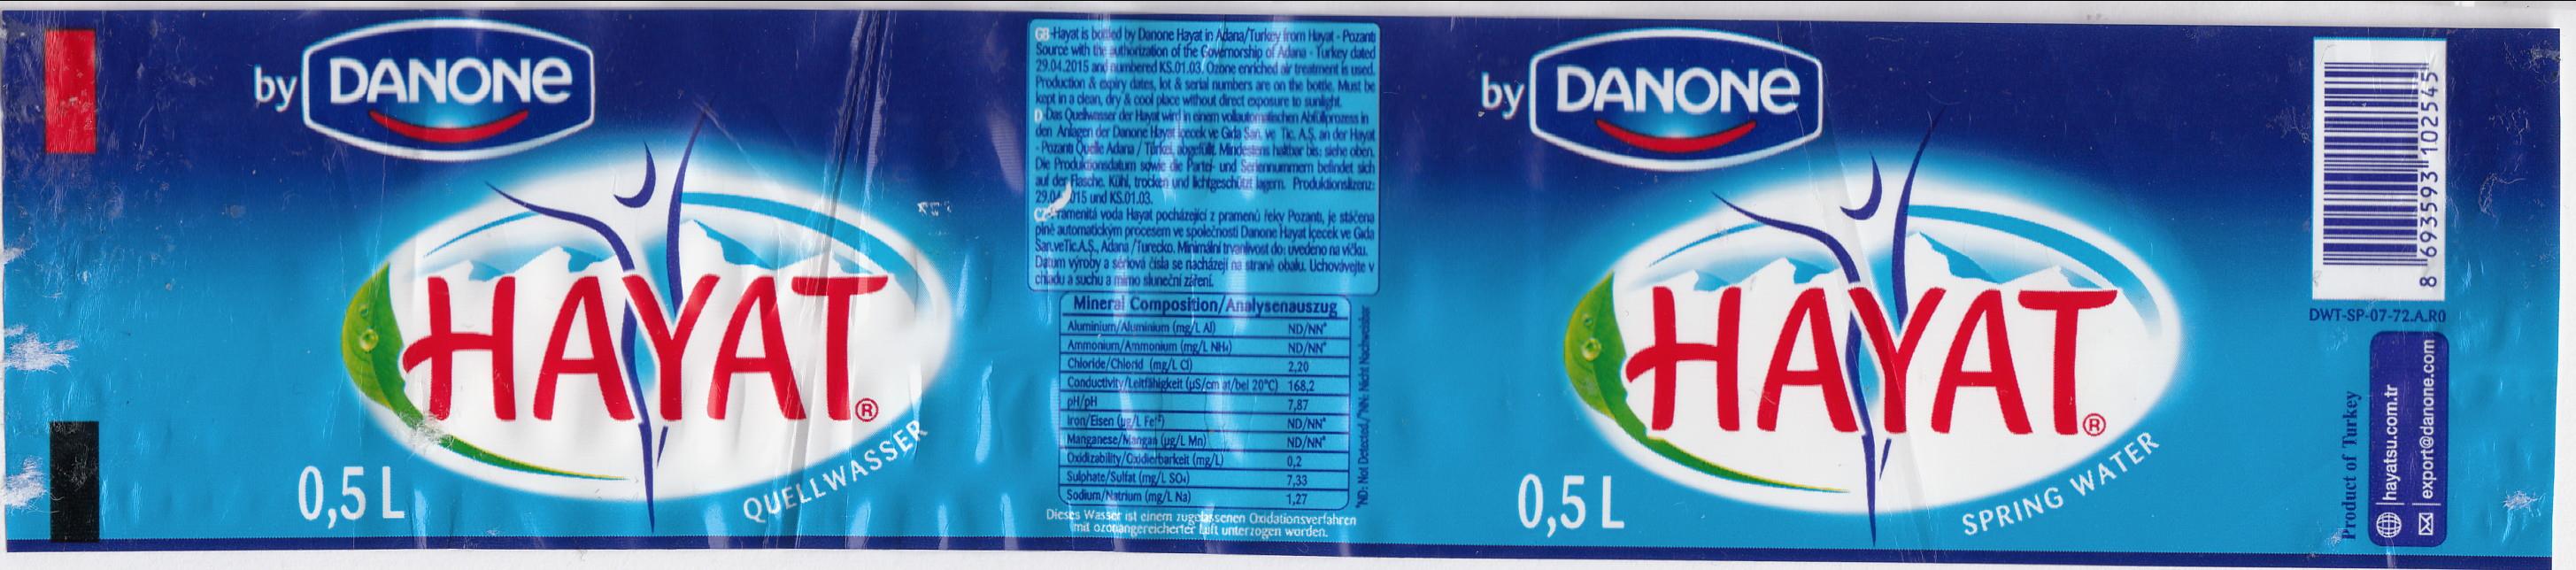 by DANONE
HAYAT®
QUELLWASSER
0,5 L
GB-Hayat is bottled by Danone Hayat in Adana/Turkey from Hayat - Pozantı
Source with the authorization of the Governorship of Adana - Turkey dated
29.04.2015 and numbered KS.01.03. Ozone enriched air treatment is used.
Production & expiry dates, lot & serial numbers are on the bottle. Must be
kept in a clean, dry & cool place without direct exposure to sunlight.
D-Das Quellwasser der Hayat wird in einem vollautomatischen Abfüllprozess in
den Anlagen der Danone Hayat İçecek ve Gıda San. ve Tic. A.Ş. an der Hayat
- Pozantı Quelle Adana / Türkei, abgefüllt. Mindestens haltbar bis: siehe oben.
Die Produktionsdatum sowie die Partei- und Seriennummern befindet sich
auf der Flasche. Kühl, trocken und lichtgeschützt lagern. Produktionslizenz:
29.04.2015 und KS.01.03.
CZ-Pramenitá voda Hayat pocházející z pramenů řeky Pozantı, je stáčena
plně automatickým procesem ve společnosti Danone Hayat İçecek ve Gıda
San.veTic.A.Ş., Adana /Turecko. Minimální trvanlivost do: uvedeno na víčku.
Datum výroby a sériová čísla se nacházejí na straně obalu. Uchovávejte v
chladu a suchu a mimo sluneční záření.
Mineral Composition/Analysenauszug
Aluminium/Aluminium (mg/L Al) ND/NN*
Ammonium/Ammonium (mg/L NH₄) ND/NN*
Chloride/Chlorid (mg/L Cl) 2,20
Conductivity/Leitfähigkeit (µS/cm at/bei 20°C) 168,2
pH/pH 7,87
Iron/Eisen (µg/L Fe⁺²) ND/NN*
Manganese/Mangan (µg/L Mn) ND/NN*
Oxidizability/Oxidierbarkeit (mg/L) 0,2
Sulphate/Sulfat (mg/L SO₄) 7,33
Sodium/Natrium (mg/L Na) 1,27
*ND: Not Detected/*NN: Nicht Nachweisbar
Dieses Wasser ist einem zugelassenen Oxidationsverfahren
mit ozonangereicherter Luft unterzogen worden.
by DANONE
HAYAT®
SPRING WATER
0,5 L
8 693593 102545
DWT-SP-07-72.A.R0
Product of Turkey
hayatsu.com.tr
export@danone.com